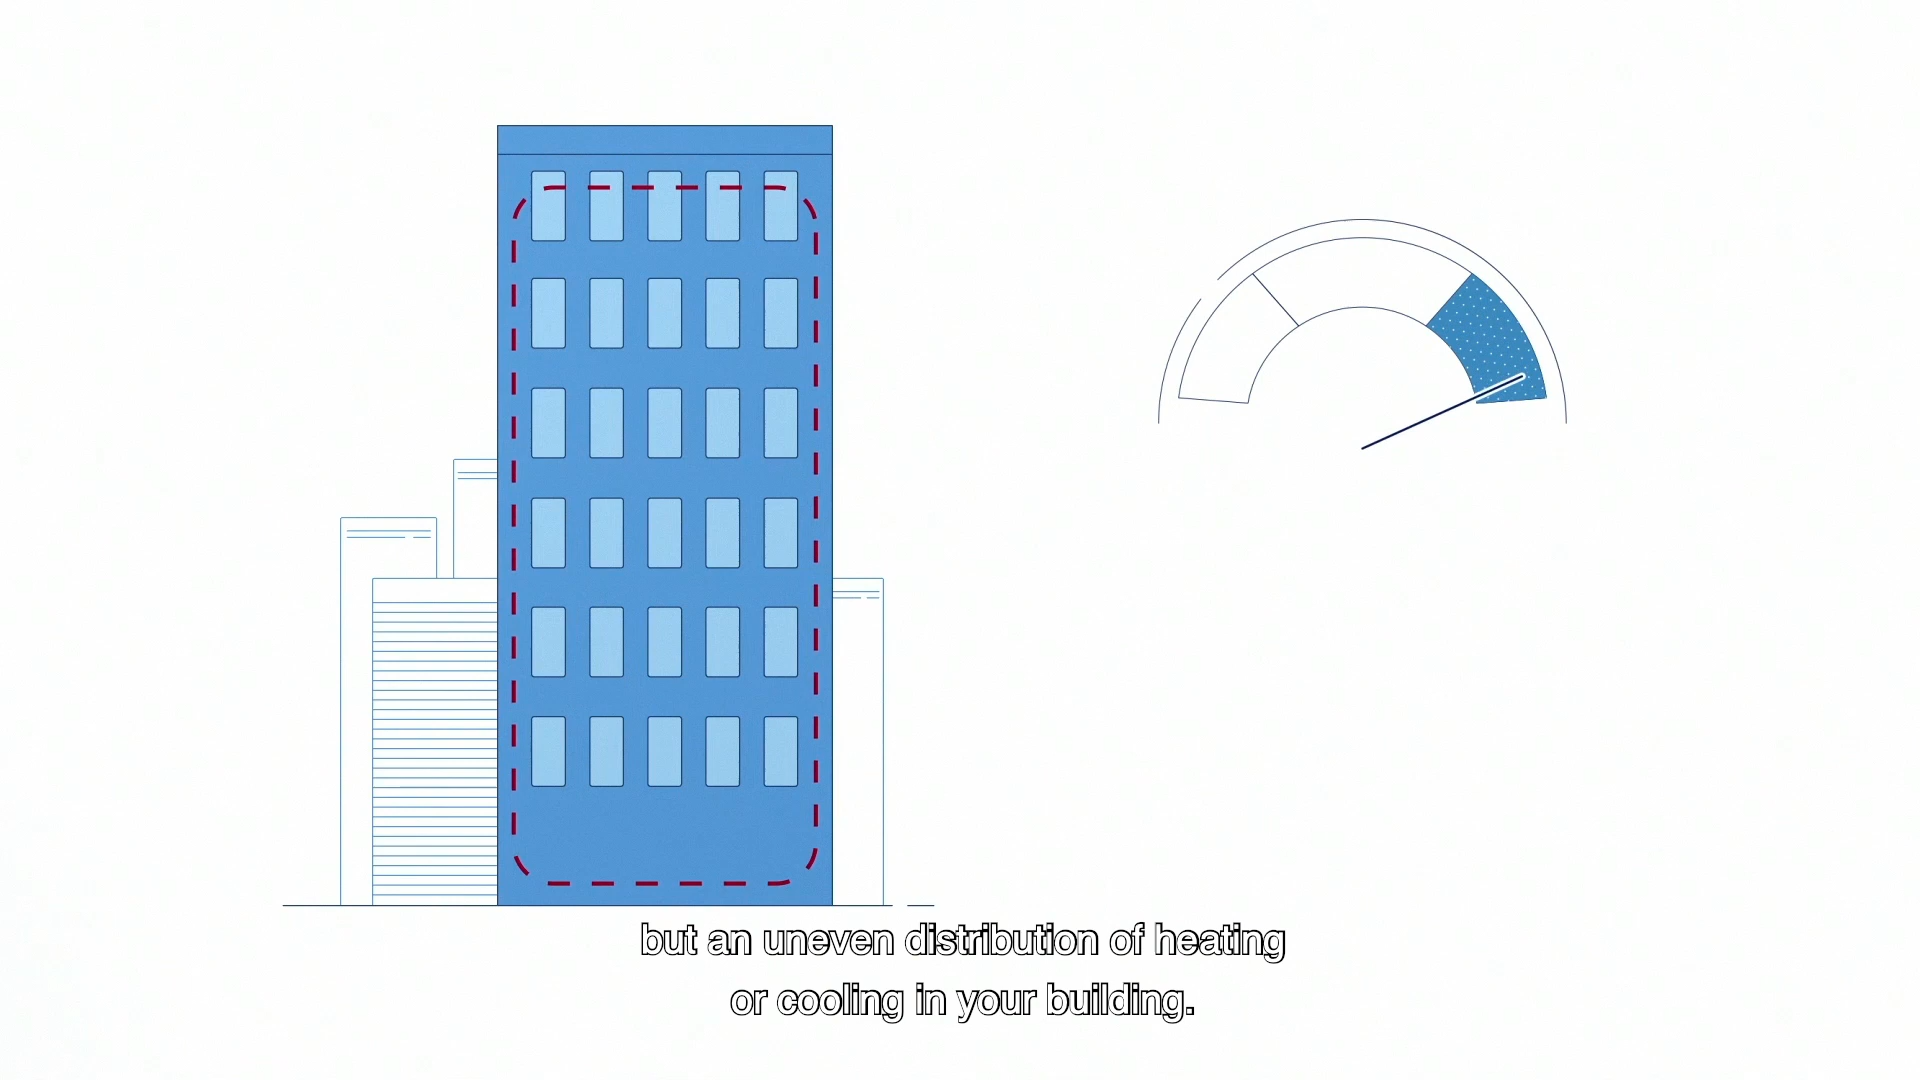 but an uneven distribution of heating
or cooling in your building.